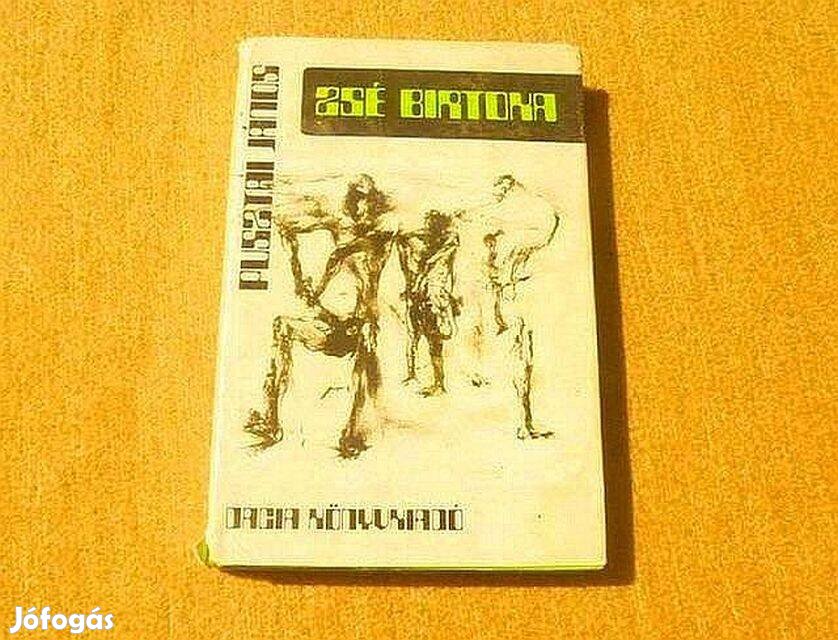 ZSÉ BIRTOKA
PUSZTAI JÁNOS
DACIA KÖNYVKIADÓ
Jófogás